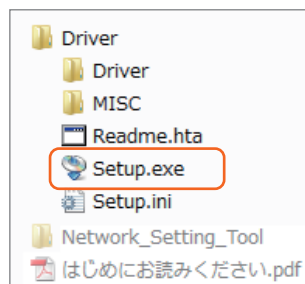 Driver
Driver
MISC
Readme.hta
Setup.exe
Setup.ini
Network_Setting_Tool
はじめにお読みください.pdf